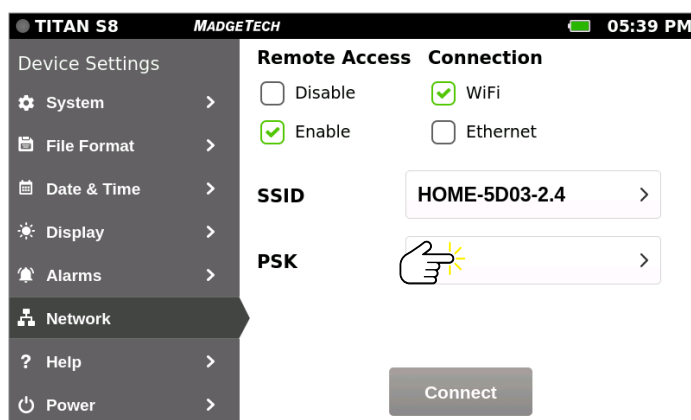 TITAN S8 MADGETECH 05:39 PM
Device Settings
System
File Format
Date & Time
Display
Alarms
Network
? Help
Power
Remote Access Connection
Disable WiFi
Enable Ethernet
SSID HOME-5D03-2.4
PSK
Connect